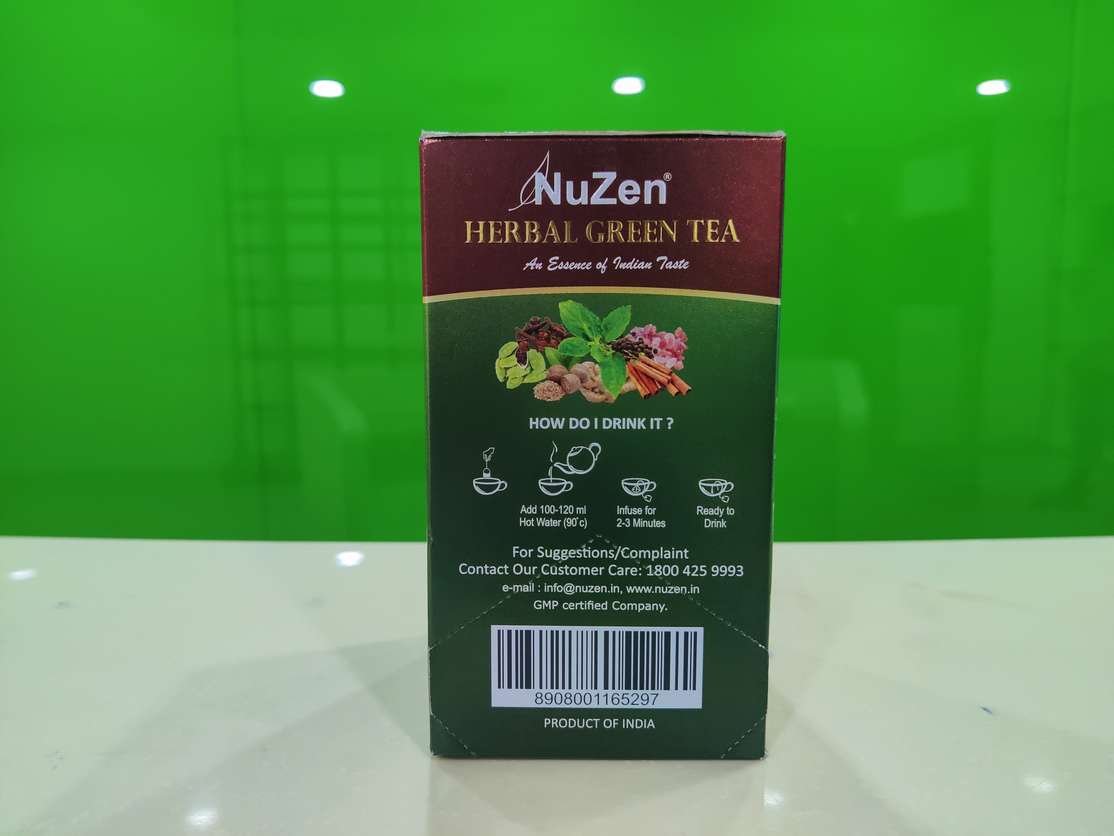 NuZen®
HERBAL GREEN TEA
An Essence of Indian Taste
HOW DO I DRINK IT ?
Add 100-120 ml
Hot Water (90°c)
Infuse for
2-3 Minutes
Ready to
Drink
For Suggestions/Complaint
Contact Our Customer Care: 1800 425 9993
e-mail : info@nuzen.in, www.nuzen.in
GMP certified Company.
8908001165297
PRODUCT OF INDIA